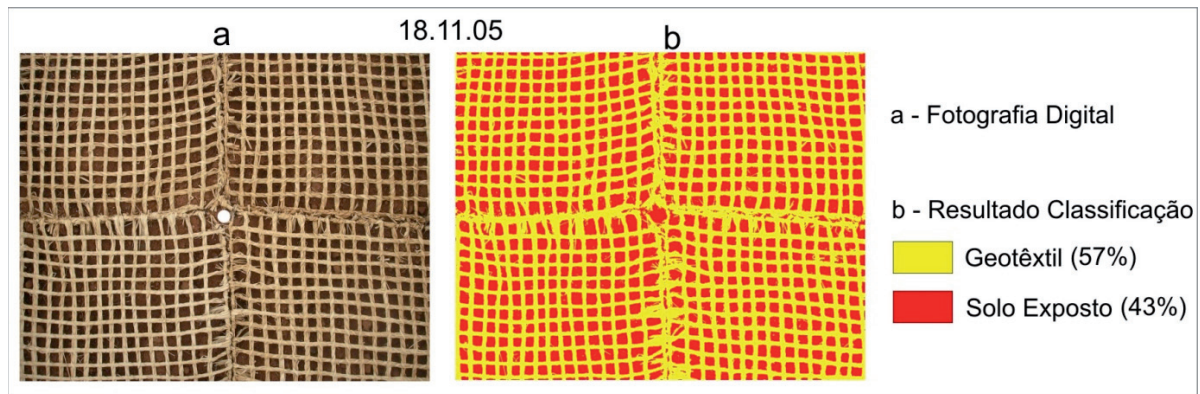 a
18.11.05
b
a - Fotografia Digital
b - Resultado Classificação
Geotêxtil (57%)
Solo Exposto (43%)